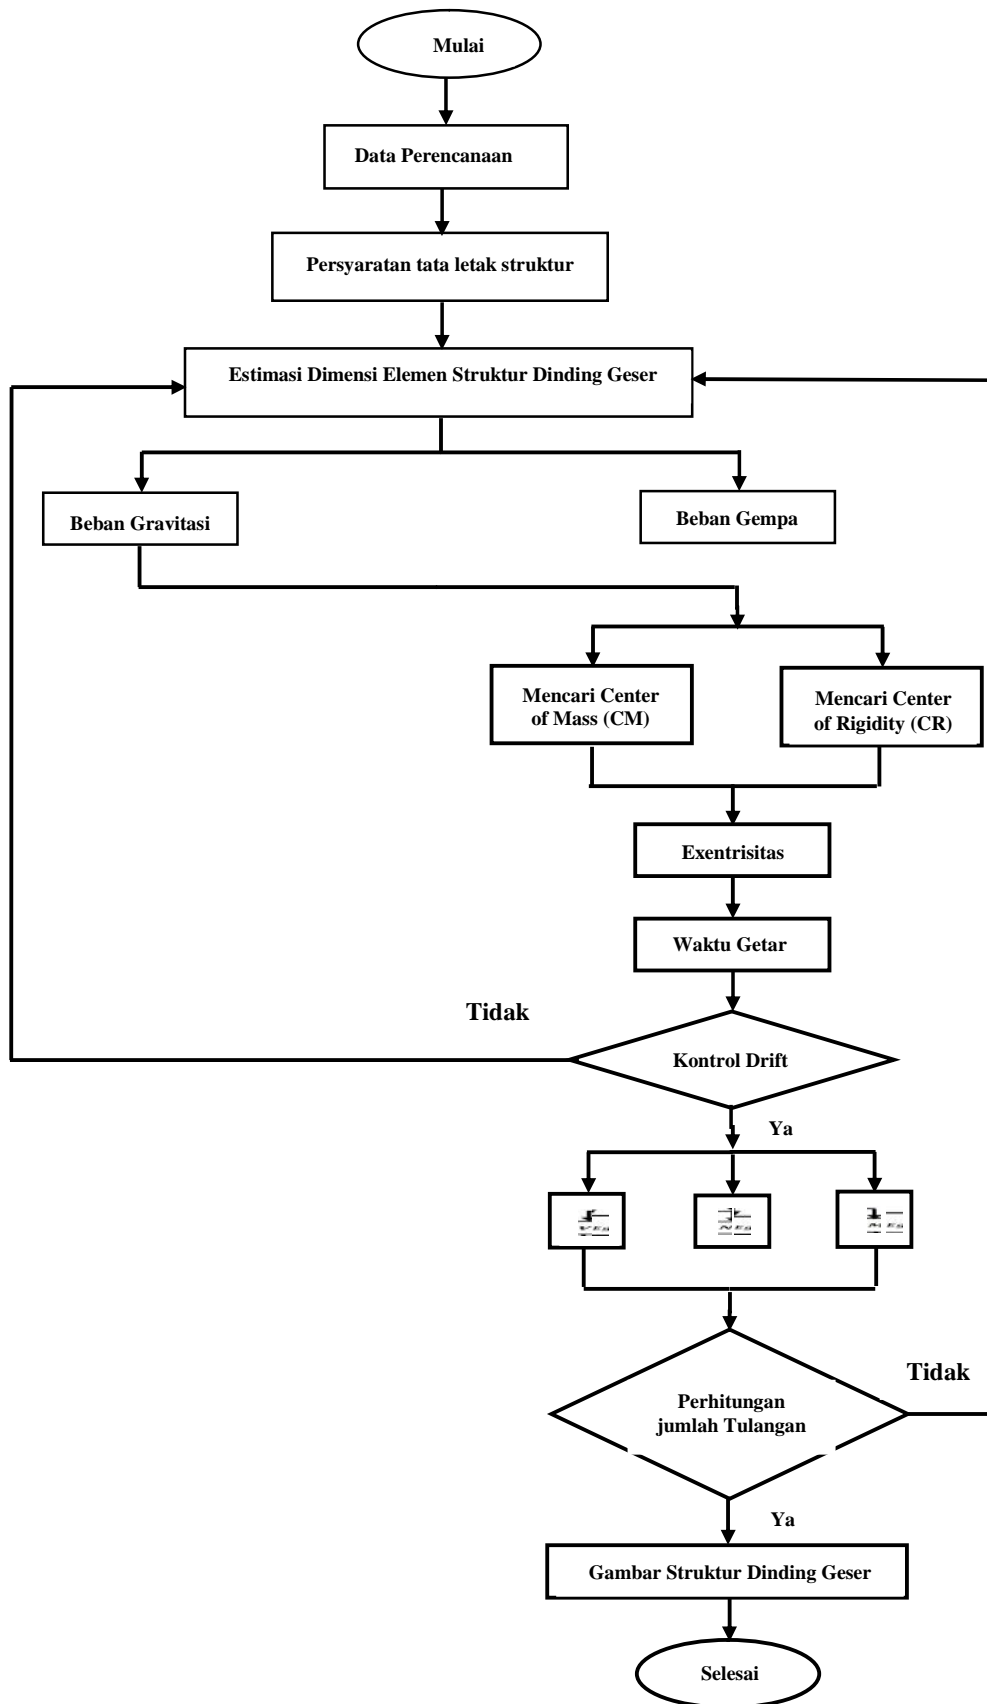 Mulai
Data Perencanaan
Persyaratan tata letak struktur
Estimasi Dimensi Elemen Struktur Dinding Geser
Beban Gravitasi
Beban Gempa
Mencari Center
of Mass (CM)
Mencari Center
of Rigidity (CR)
Exentrisitas
Waktu Getar
Tidak
Kontrol Drift
Ya
Tidak
Perhitungan
jumlah Tulangan
Ya
Gambar Struktur Dinding Geser
Selesai